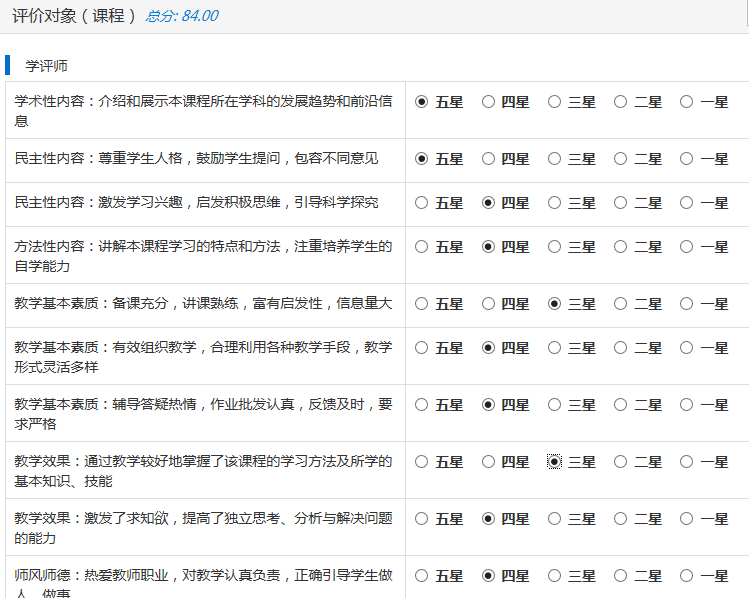 评价对象（课程） 总分: 84.00
学评师
学术性内容：介绍和展示本课程所在学科的发展趋势和前沿信 五星 四星 三星 二星 一星
息
民主性内容：尊重学生人格，鼓励学生提问，包容不同意见 五星 四星 三星 二星 一星
民主性内容：激发学习兴趣，启发积极思维，引导科学探究 五星 四星 三星 二星 一星
方法性内容：讲解本课程学习的特点和方法，注重培养学生的 五星 四星 三星 二星 一星
自学能力
教学基本素质：备课充分，讲课熟练，富有启发性，信息量大 五星 四星 三星 二星 一星
教学基本素质：有效组织教学，合理利用各种教学手段，教学 五星 四星 三星 二星 一星
形式灵活多样
教学基本素质：辅导答疑热情，作业批发认真，反馈及时，要 五星 四星 三星 二星 一星
求严格
教学效果：通过教学较好地掌握了该课程的学习方法及所学的 五星 四星 三星 二星 一星
基本知识、技能
教学效果：激发了求知欲，提高了独立思考、分析与解决问题 五星 四星 三星 二星 一星
的能力
师风师德：热爱教师职业，对教学认真负责，正确引导学生做 五星 四星 三星 二星 一星
人、做事